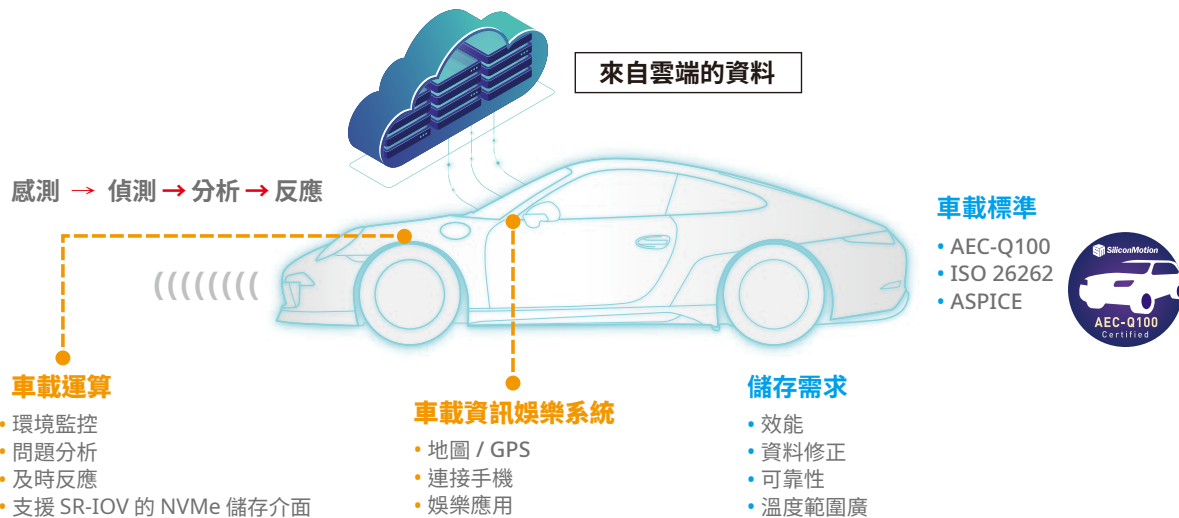 來自雲端的資料
感測 → 偵測 → 分析 → 反應
車載標準
• AEC-Q100
• ISO 26262
• ASPICE
SiliconMotion
AEC-Q100
Certified
車載運算
• 環境監控
• 問題分析
• 及時反應
• 支援 SR-IOV 的 NVMe 儲存介面
車載資訊娛樂系統
• 地圖 / GPS
• 連接手機
• 娛樂應用
儲存需求
• 效能
• 資料修正
• 可靠性
• 溫度範圍廣